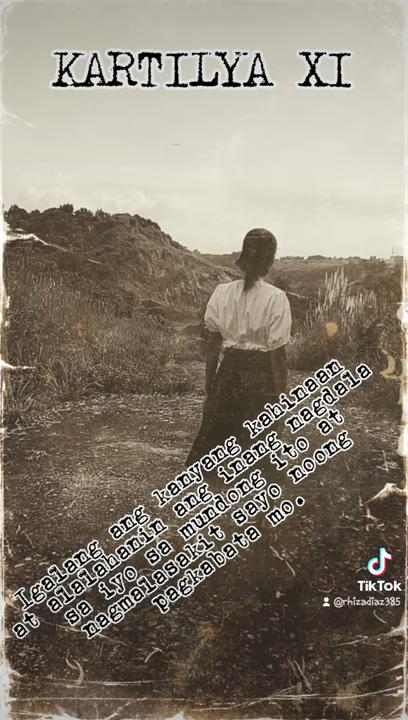 KARTILYA XI
Igalang ang kanyang kahinaan
at alalahanin ang inang nagdala
sa iyo sa mundong ito at
nagmalasakit sayo noong
pagkabata mo.
TikTok
@rhizadiaz385